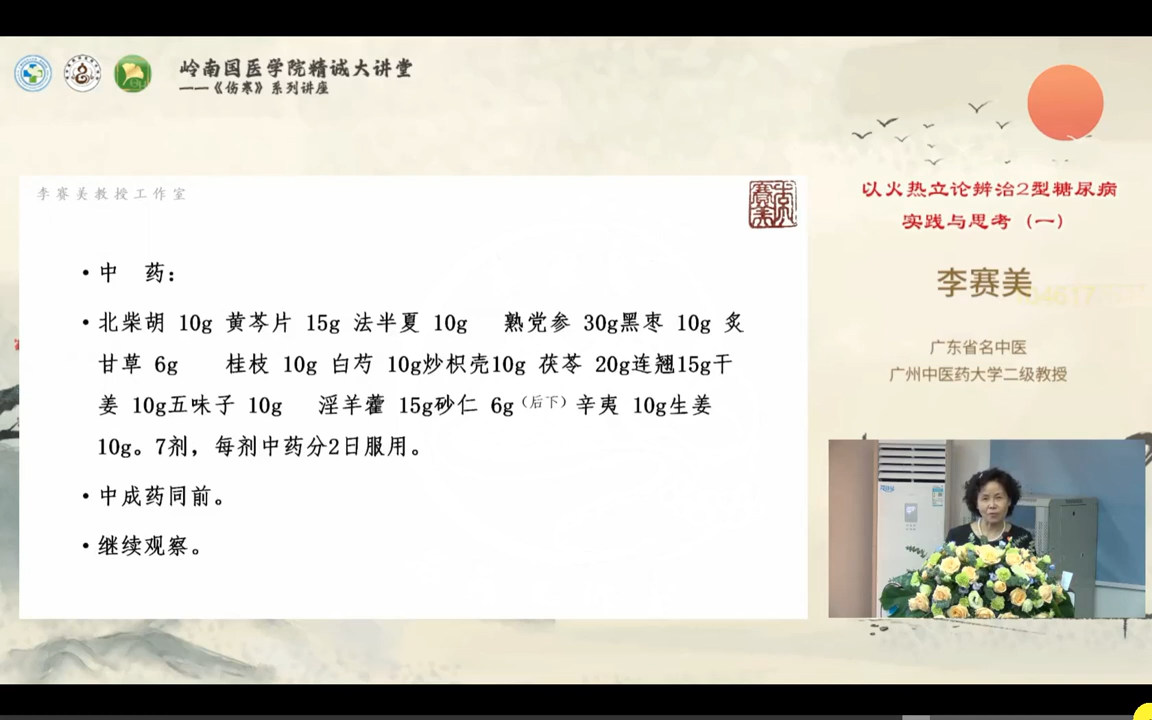 岭南国医学院精诚大讲堂
——《伤寒》系列讲座
李赛美教授工作室
以火热立论辨治2型糖尿病
实践与思考（一）
李赛美
广东省名中医
广州中医药大学二级教授
• 中　药：
• 北柴胡 10g 黄芩片 15g 法半夏 10g　熟党参 30g黑枣 10g 炙
甘草 6g　桂枝 10g 白芍 10g炒枳壳10g 茯苓 20g连翘15g干
姜 10g五味子 10g　淫羊藿 15g砂仁 6g（后下）辛夷 10g生姜
10g。7剂，每剂中药分2日服用。
• 中成药同前。
• 继续观察。